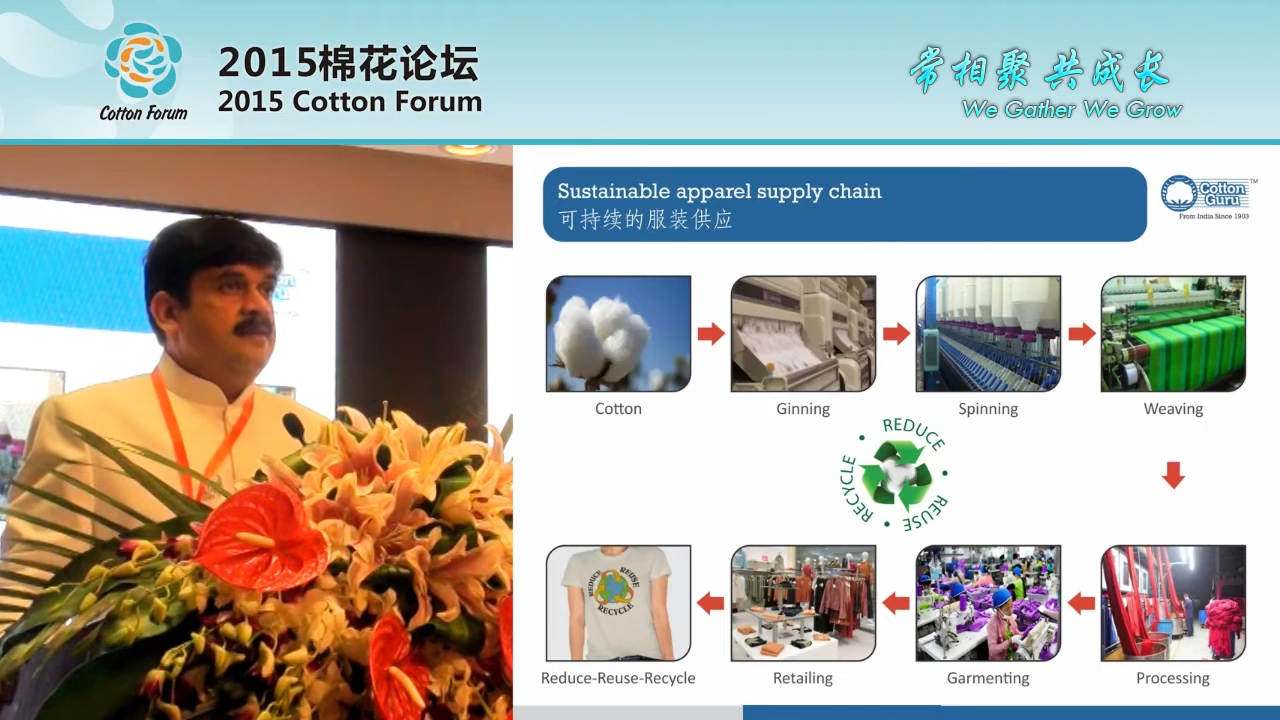 2015棉花论坛
2015 Cotton Forum
Cotton Forum
常相聚 共成长
We Gather We Grow
Sustainable apparel supply chain
可持续的服装供应
Cotton
Guru
TM
From India Since 1903
Cotton
Ginning
Spinning
Weaving
REDUCE
REUSE
RECYCLE
REDUCE
REUSE
RECYCLE
Reduce-Reuse-Recycle
Retailing
Garmenting
Processing